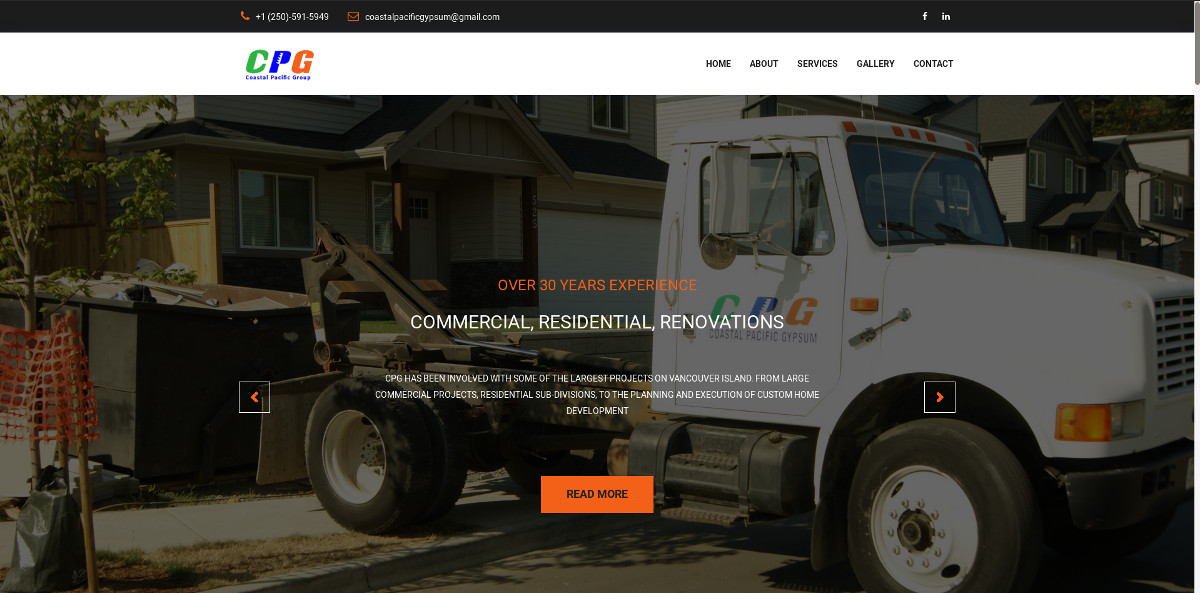 +1 (250)-591-5949 coastalpacificgypsum@gmail.com
CPG
Coastal Pacific Group
HOME ABOUT SERVICES GALLERY CONTACT
OVER 30 YEARS EXPERIENCE
CPG
COASTAL PACIFIC GYPSUM
COMMERCIAL, RESIDENTIAL, RENOVATIONS
CPG HAS BEEN INVOLVED WITH SOME OF THE LARGEST PROJECTS ON VANCOUVER ISLAND. FROM LARGE
COMMERCIAL PROJECTS, RESIDENTIAL SUB-DIVISIONS, TO THE PLANNING AND EXECUTION OF CUSTOM HOME
DEVELOPMENT
READ MORE